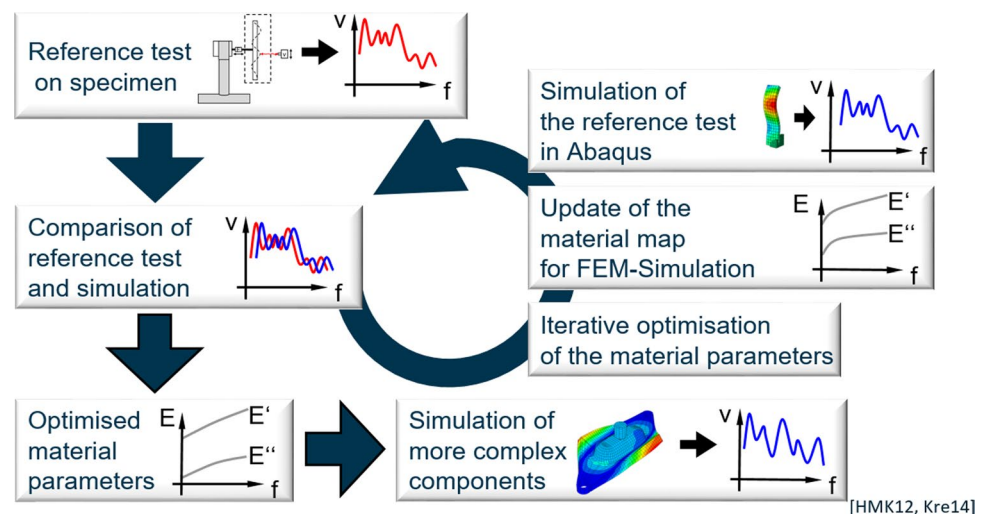 Reference test
on specimen
v
v
f
Simulation of
the reference test
in Abaqus
v
f
Comparison of
reference test
and simulation
v
f
Update of the
material map
for FEM-Simulation
E
E‘
E“
f
Iterative optimisation
of the material parameters
Optimised
material
parameters
E
E‘
E“
f
Simulation of
more complex
components
v
f
[HMK12, Kre14]